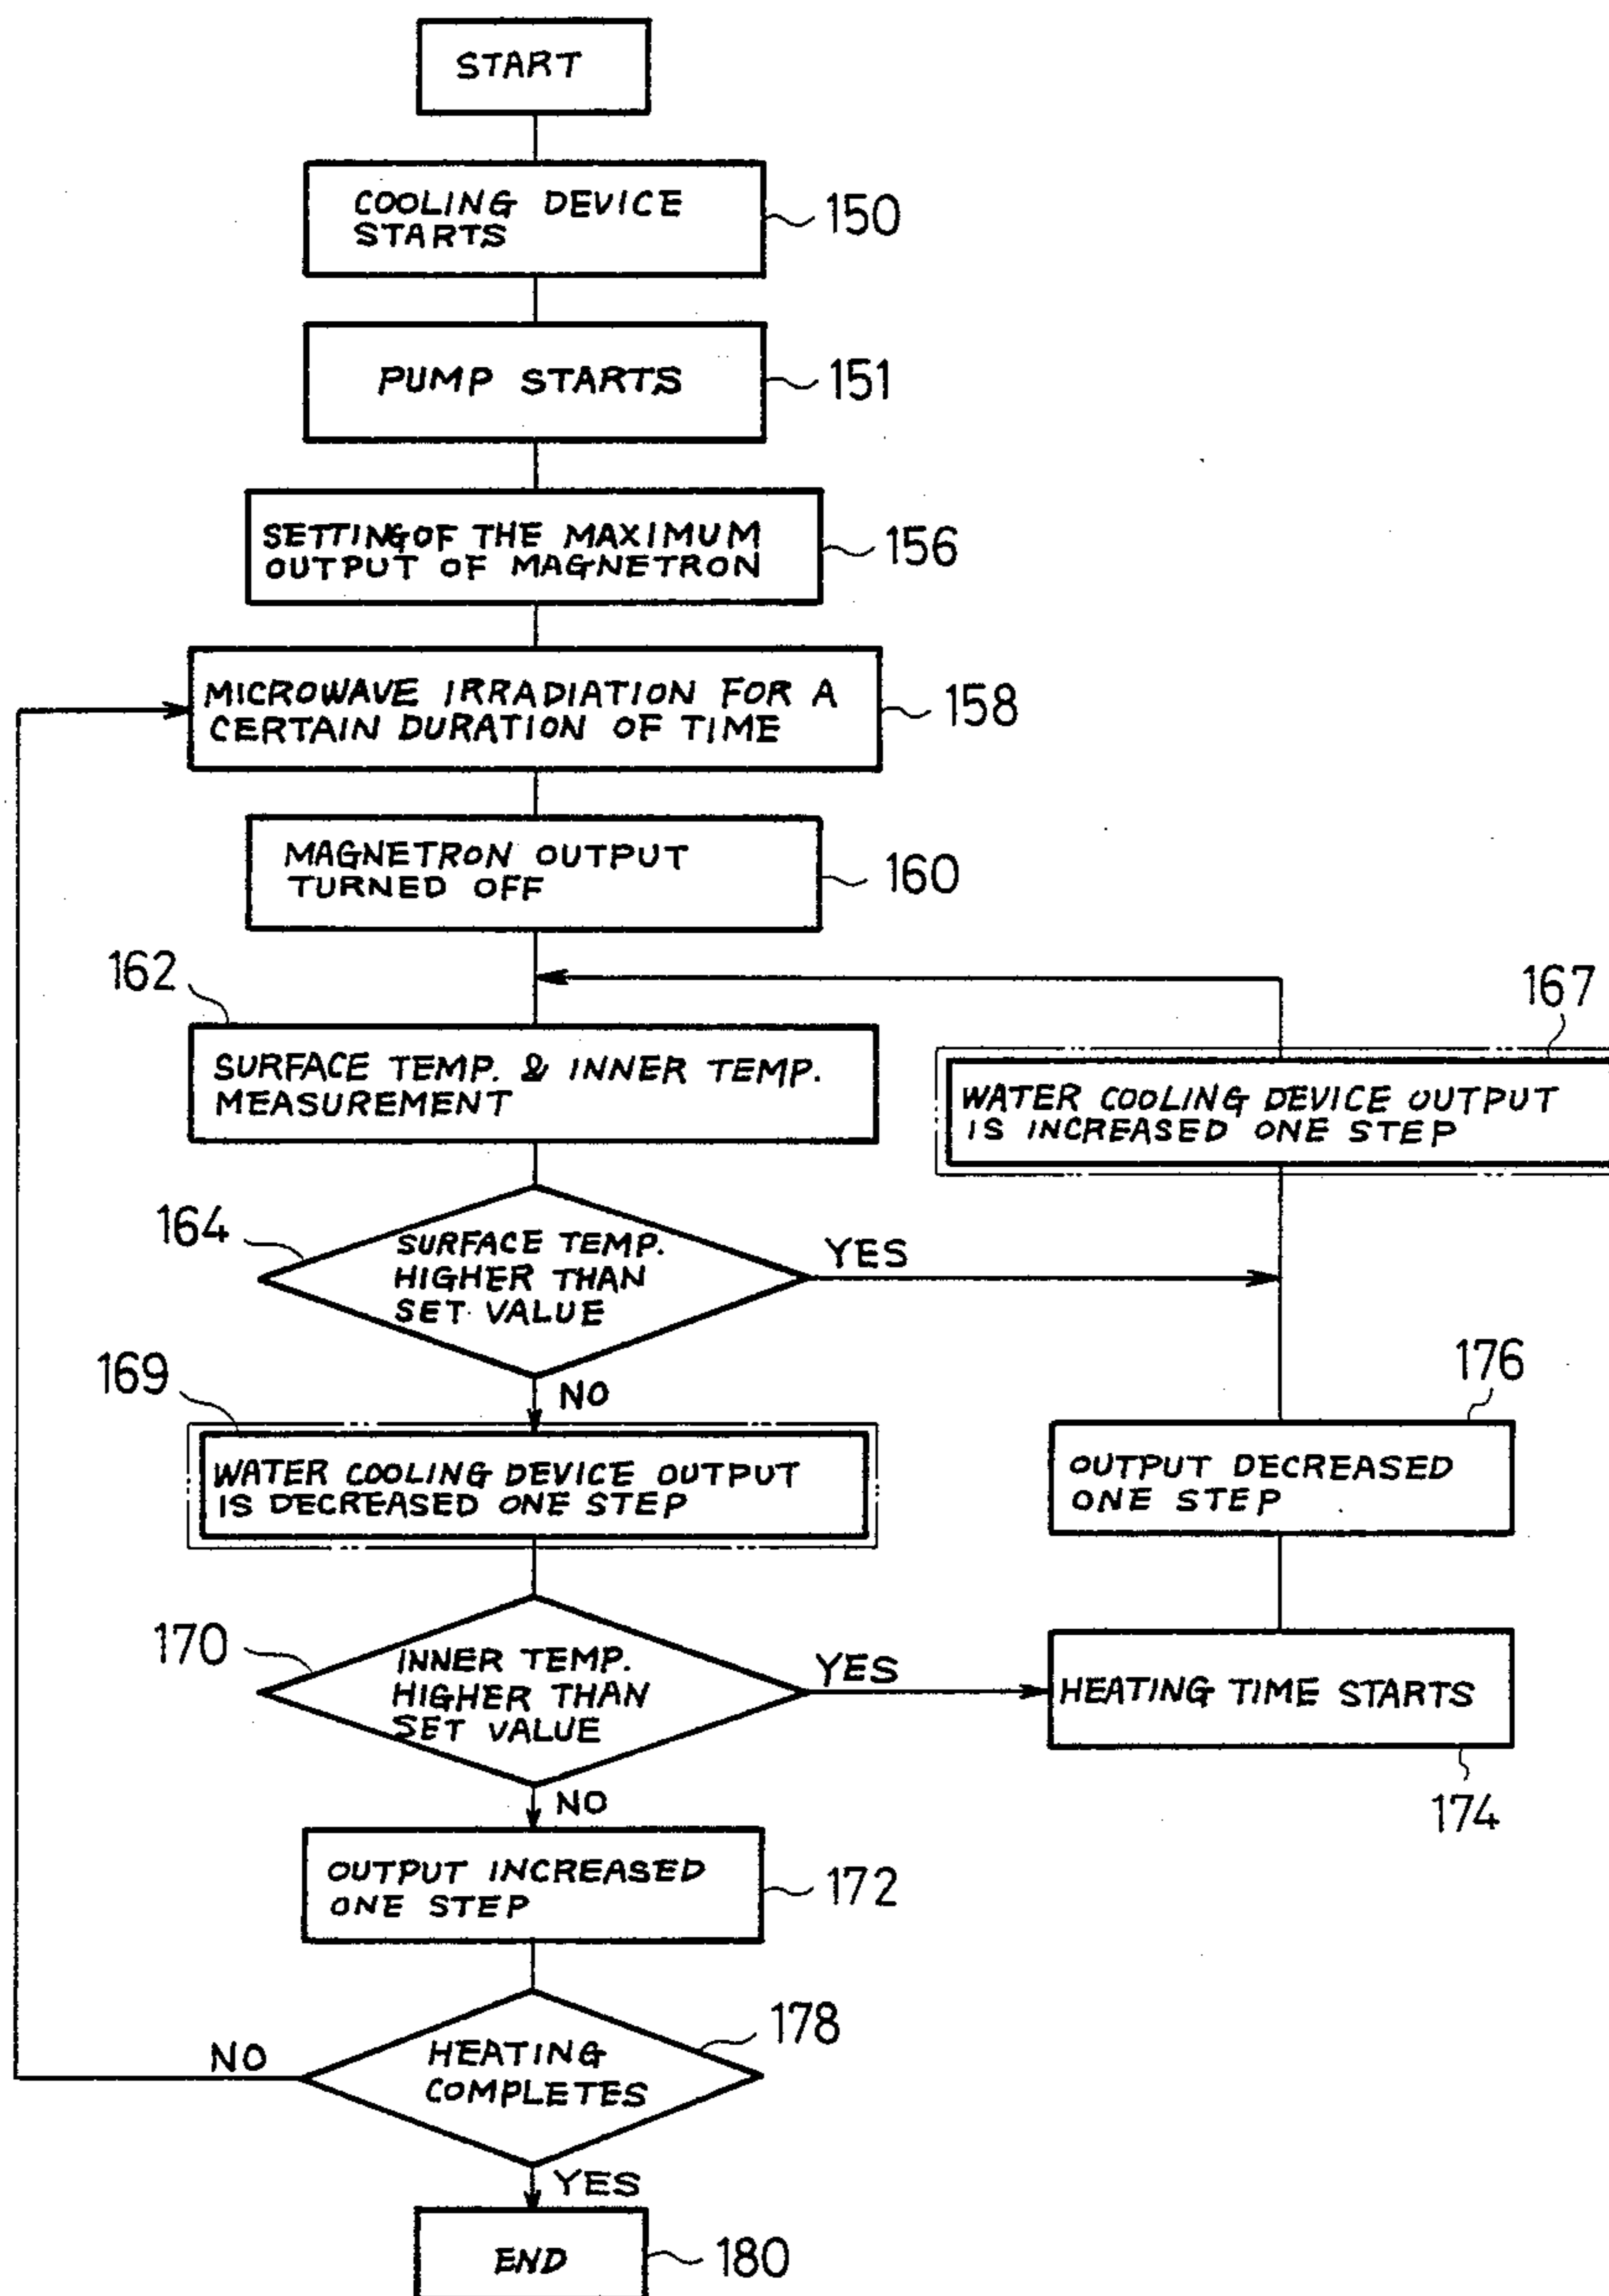 START
COOLING DEVICE
STARTS
150
PUMP STARTS
151
SETTING OF THE MAXIMUM
OUTPUT OF MAGNETRON
156
MICROWAVE IRRADIATION FOR A
CERTAIN DURATION OF TIME
158
MAGNETRON OUTPUT
TURNED OFF
160
162
SURFACE TEMP. & INNER TEMP.
MEASUREMENT
167
WATER COOLING DEVICE OUTPUT
IS INCREASED ONE STEP
164
SURFACE TEMP.
HIGHER THAN
SET VALUE
YES
NO
169
WATER COOLING DEVICE OUTPUT
IS DECREASED ONE STEP
176
OUTPUT DECREASED
ONE STEP
170
INNER TEMP.
HIGHER THAN
SET VALUE
YES
HEATING TIME STARTS
174
NO
OUTPUT INCREASED
ONE STEP
172
HEATING
COMPLETES
178
NO
YES
END
180